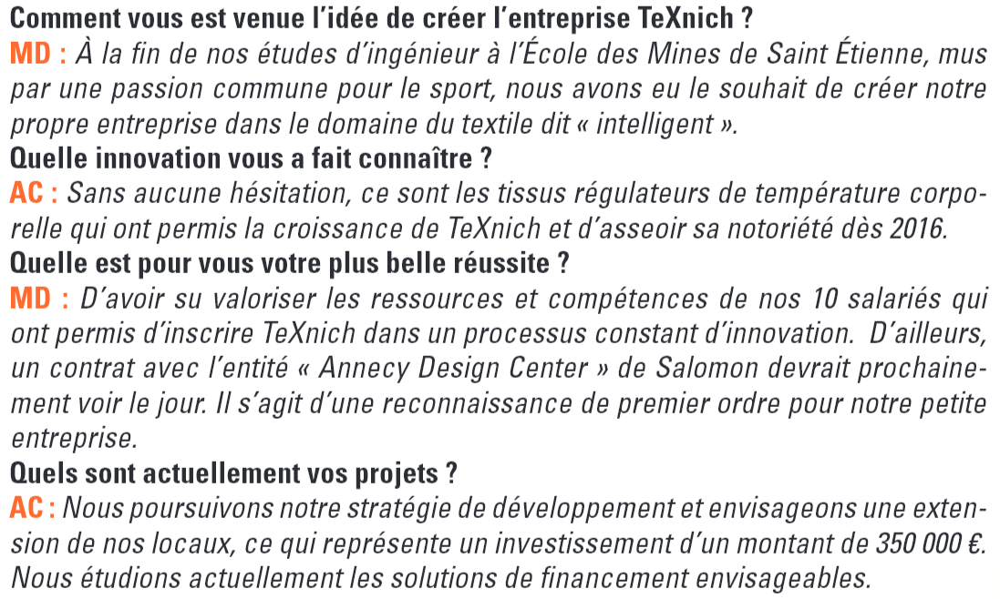 Comment vous est venue l’idée de créer l’entreprise TeXnich ?
MD : À la fin de nos études d’ingénieur à l’École des Mines de Saint Étienne, mus
par une passion commune pour le sport, nous avons eu le souhait de créer notre
propre entreprise dans le domaine du textile dit « intelligent ».
Quelle innovation vous a fait connaître ?
AC : Sans aucune hésitation, ce sont les tissus régulateurs de température corpo-
relle qui ont permis la croissance de TeXnich et d’asseoir sa notoriété dès 2016.
Quelle est pour vous votre plus belle réussite ?
MD : D’avoir su valoriser les ressources et compétences de nos 10 salariés qui
ont permis d’inscrire TeXnich dans un processus constant d’innovation. D’ailleurs,
un contrat avec l’entité « Annecy Design Center » de Salomon devrait prochaine-
ment voir le jour. Il s’agit d’une reconnaissance de premier ordre pour notre petite
entreprise.
Quels sont actuellement vos projets ?
AC : Nous poursuivons notre stratégie de développement et envisageons une exten-
sion de nos locaux, ce qui représente un investissement d’un montant de 350 000 €.
Nous étudions actuellement les solutions de financement envisageables.